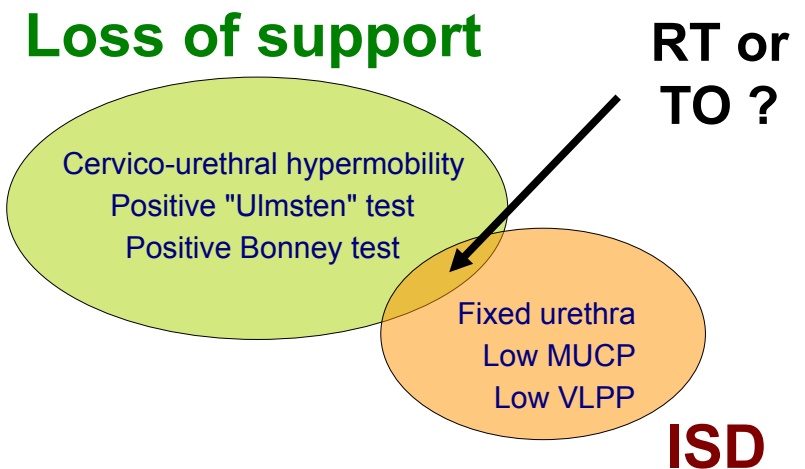 Loss of support
RT or
TO ?
Cervico-urethral hypermobility
Positive "Ulmsten" test
Positive Bonney test
Fixed urethra
Low MUCP
Low VLPP
ISD